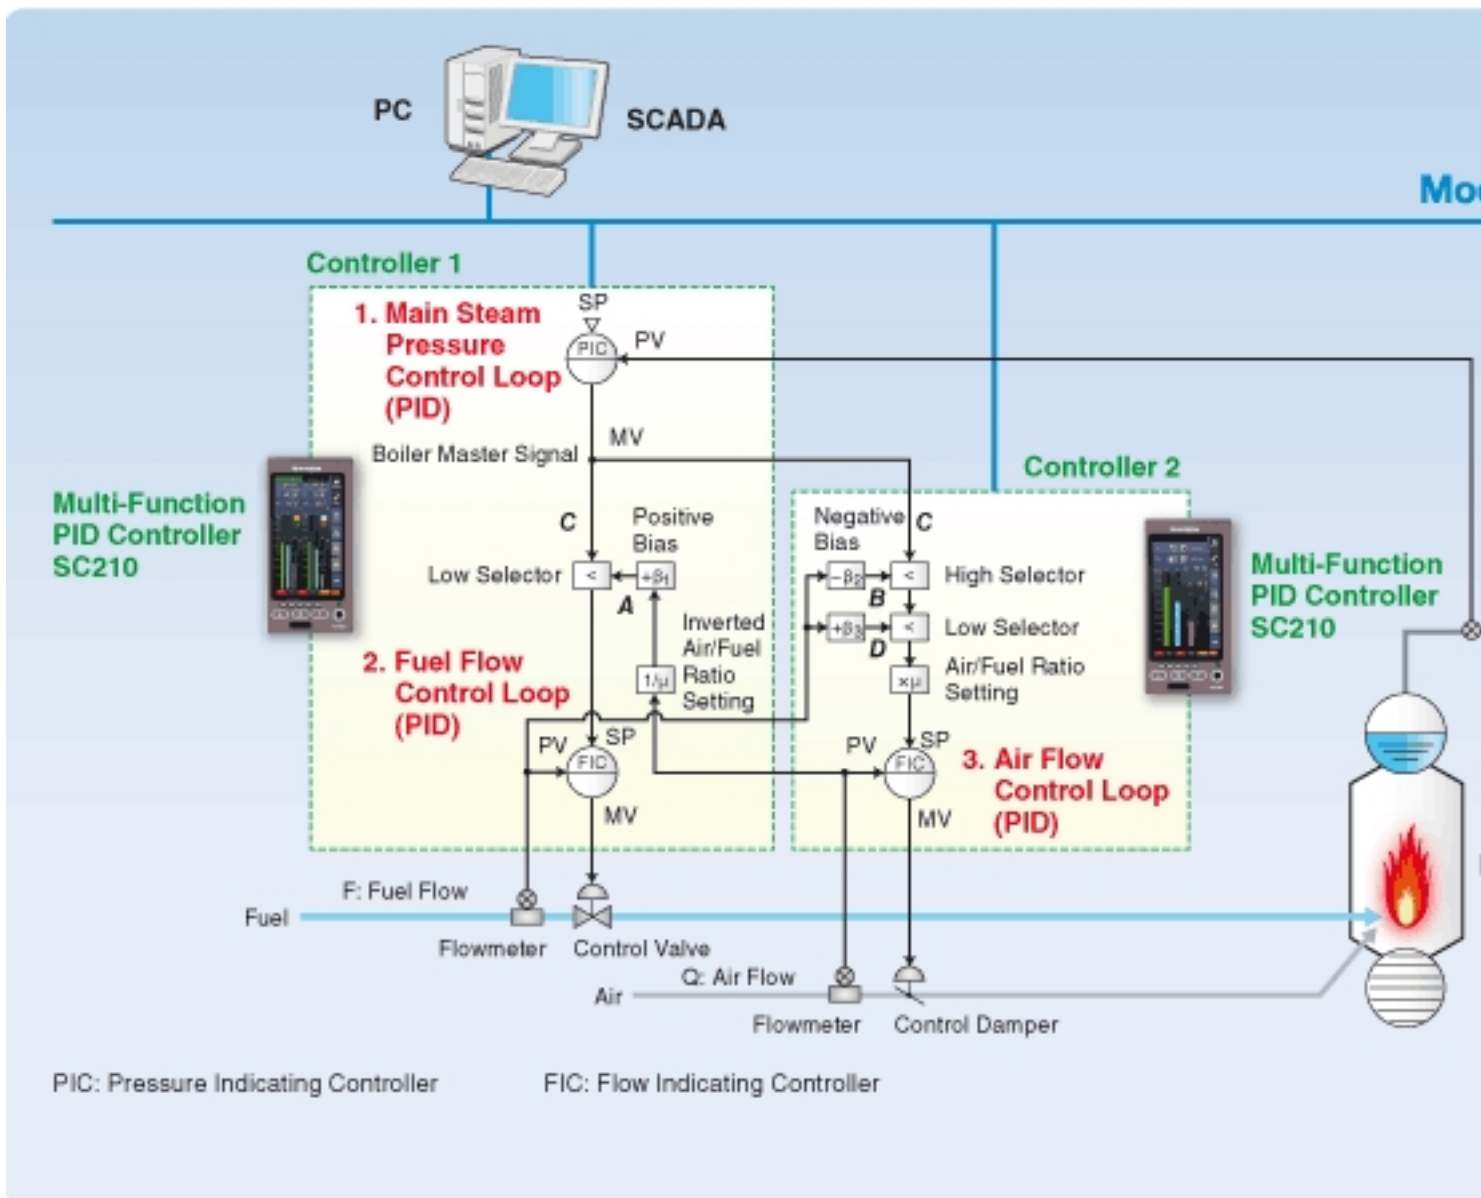 PC
SCADA
Controller 1
1. Main Steam
Pressure
Control Loop
(PID)
SP
PIC
PV
MV
Boiler Master Signal
Controller 2
Multi-Function
PID Controller
SC210
C
Positive
Bias
Low Selector
<
+β1
A
Inverted
Air/Fuel
Ratio
Setting
1/μ
2. Fuel Flow
Control Loop
(PID)
PV
SP
FIC
MV
Negative
Bias
C
-β2
<
High Selector
B
+β3
<
Low Selector
D
×μ
Air/Fuel Ratio
Setting
PV
SP
FIC
MV
3. Air Flow
Control Loop
(PID)
Multi-Function
PID Controller
SC210
F: Fuel Flow
Fuel
Flowmeter
Control Valve
Q: Air Flow
Air
Flowmeter
Control Damper
PIC: Pressure Indicating Controller
FIC: Flow Indicating Controller